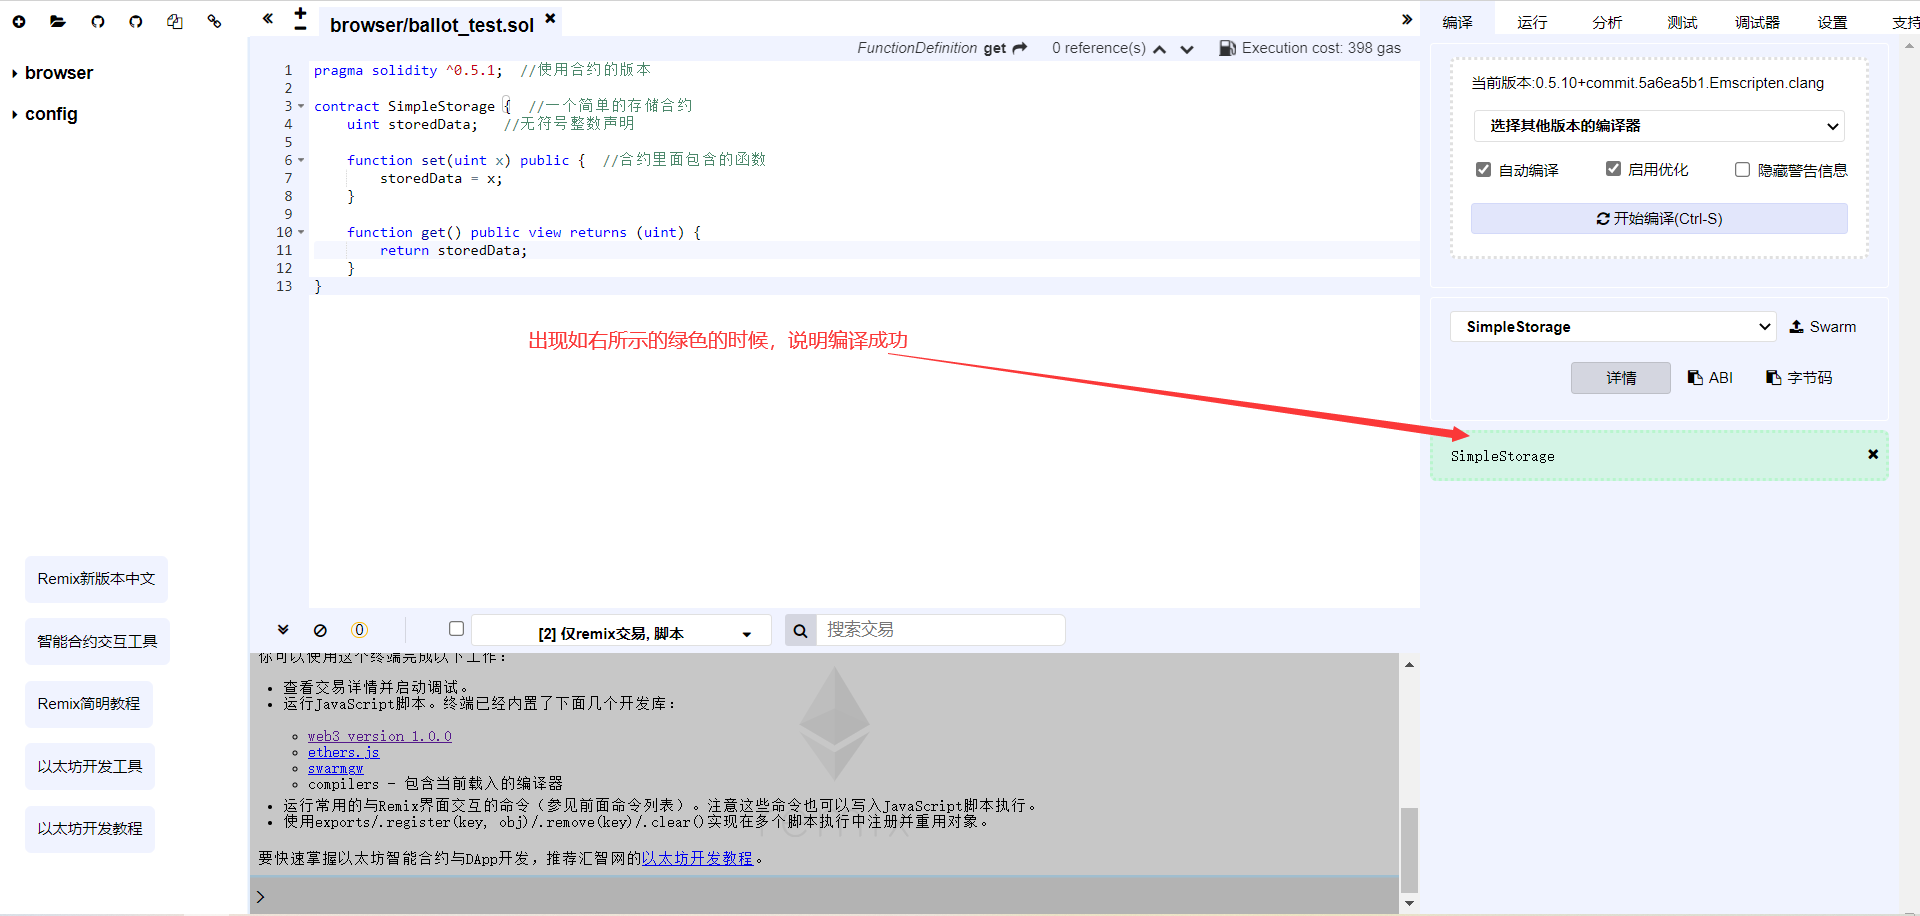 browser
config
Remix新版本中文
智能合约交互工具
Remix简明教程
以太坊开发工具
以太坊开发教程
browser/ballot_test.sol
FunctionDefinition get 0 reference(s) Execution cost: 398 gas
1 pragma solidity ^0.5.1;  //使用合约的版本
2
3 contract SimpleStorage {  //一个简单的存储合约
4     uint storedData;   //无符号整数声明
5
6     function set(uint x) public {  //合约里面包含的函数
7         storedData = x;
8     }
9
10     function get() public view returns (uint) {
11         return storedData;
12     }
13 }
出现如右所示的绿色的时候，说明编译成功
0 [2] 仅remix交易, 脚本 搜索交易
你可以使用这个终端完成以下工作：
查看交易详情并启动调试。
运行JavaScript脚本。终端已经内置了下面几个开发库：
web3 version 1.0.0
ethers.js
swarmgw
compilers - 包含当前载入的编译器
运行常用的与Remix界面交互的命令（参见前面命令列表）。注意这些命令也可以写入JavaScript脚本执行。
使用exports/.register(key, obj)/.remove(key)/.clear()实现在多个脚本执行中注册并重用对象。
要快速掌握以太坊智能合约与DApp开发，推荐汇智网的以太坊开发教程。
>
编译 运行 分析 测试 调试器 设置 支持
当前版本:0.5.10+commit.5a6ea5b1.Emscripten.clang
选择其他版本的编译器
自动编译 启用优化 隐藏警告信息
开始编译(Ctrl-S)
SimpleStorage Swarm
详情 ABI 字节码
SimpleStorage